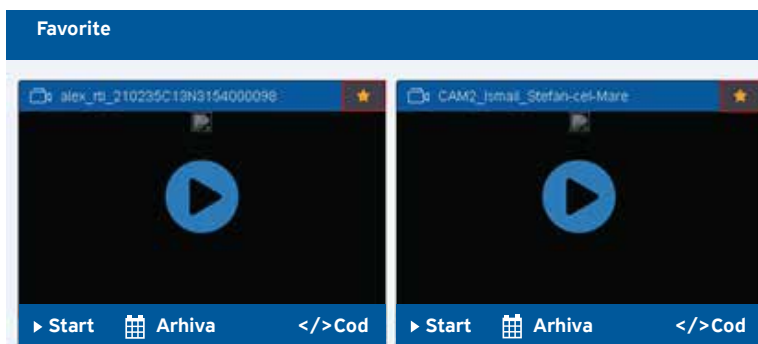 Favorite
alex_rti_210235C13N3154000098
CAM2_Ismail_Stefan-cel-Mare
Start Arhiva </>Cod
Start Arhiva </>Cod